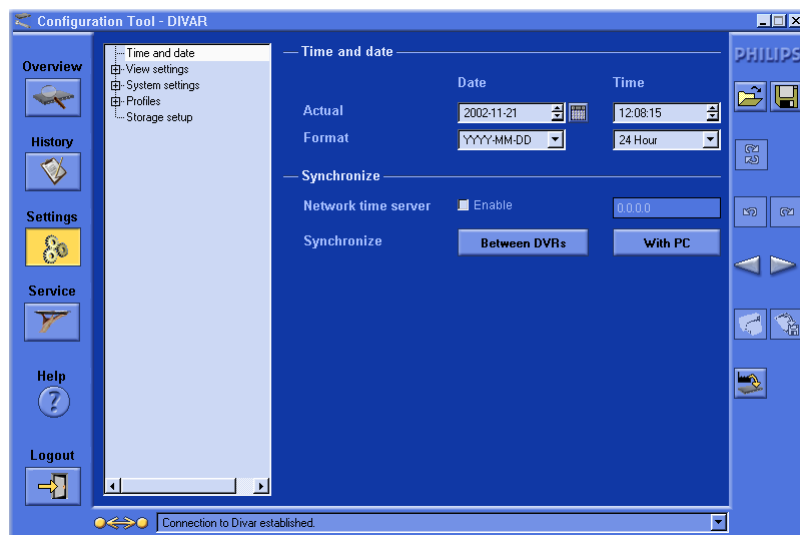 Configuration Tool - DIVAR
Overview
History
Settings
Service
Help
?
Logout
Time and date
View settings
System settings
Profiles
Storage setup
Time and date
Date
Time
Actual
2002-11-21
12:08:15
Format
YYYY-MM-DD
24 Hour
Synchronize
Network time server
Enable
0.0.0.0
Synchronize
Between DVRs
With PC
PHILIPS
Connection to Divar established.